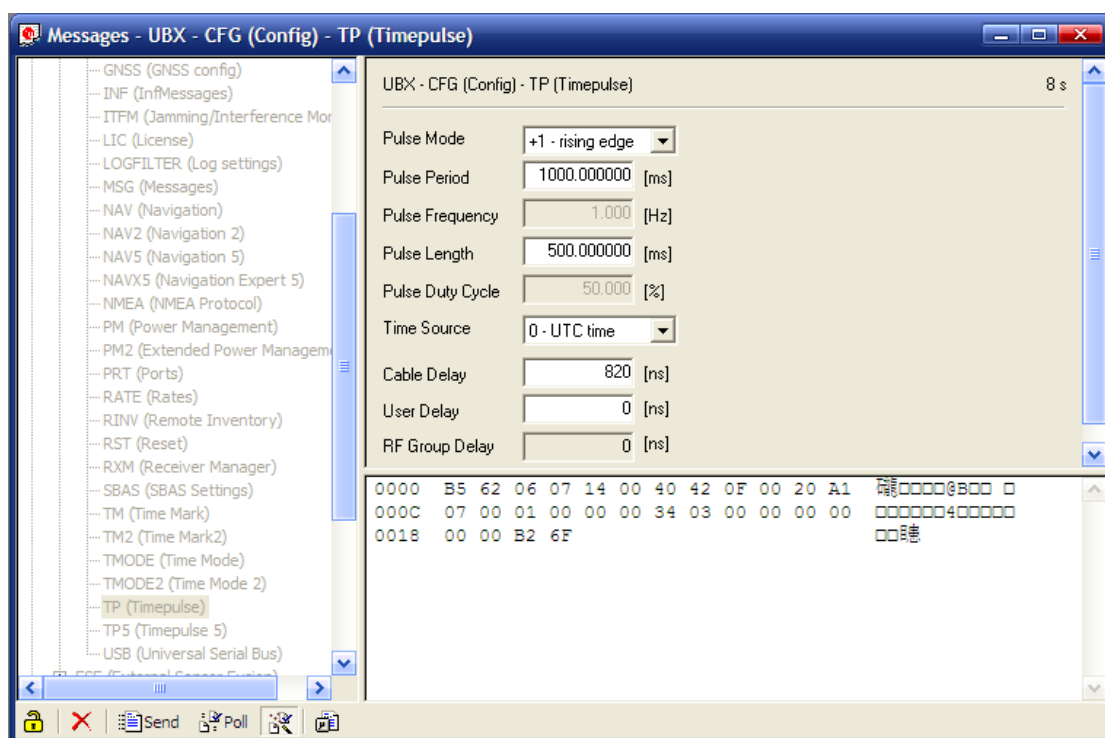 Messages - UBX - CFG (Config) - TP (Timepulse)
GNSS (GNSS config)
INF (InfMessages)
ITFM (Jamming/Interference Mor
LIC (License)
LOGFILTER (Log settings)
MSG (Messages)
NAV (Navigation)
NAV2 (Navigation 2)
NAV5 (Navigation 5)
NAVX5 (Navigation Expert 5)
NMEA (NMEA Protocol)
PM (Power Management)
PM2 (Extended Power Managem
PRT (Ports)
RATE (Rates)
RINV (Remote Inventory)
RST (Reset)
RXM (Receiver Manager)
SBAS (SBAS Settings)
TM (Time Mark)
TM2 (Time Mark2)
TMODE (Time Mode)
TMODE2 (Time Mode 2)
TP (Timepulse)
TP5 (Timepulse 5)
USB (Universal Serial Bus)
UBX - CFG (Config) - TP (Timepulse) 8 s
Pulse Mode +1 - rising edge
Pulse Period 1000.000000 [ms]
Pulse Frequency 1.000 [Hz]
Pulse Length 500.000000 [ms]
Pulse Duty Cycle 50.000 [%]
Time Source 0 - UTC time
Cable Delay 820 [ns]
User Delay 0 [ns]
RF Group Delay 0 [ns]
0000 B5 62 06 07 14 00 40 42 0F 00 20 A1 □□□□@B□□ □
000C 07 00 01 00 00 00 34 03 00 00 00 00 □□□□□□4□□□□□
0018 00 00 B2 6F □□
Send Poll